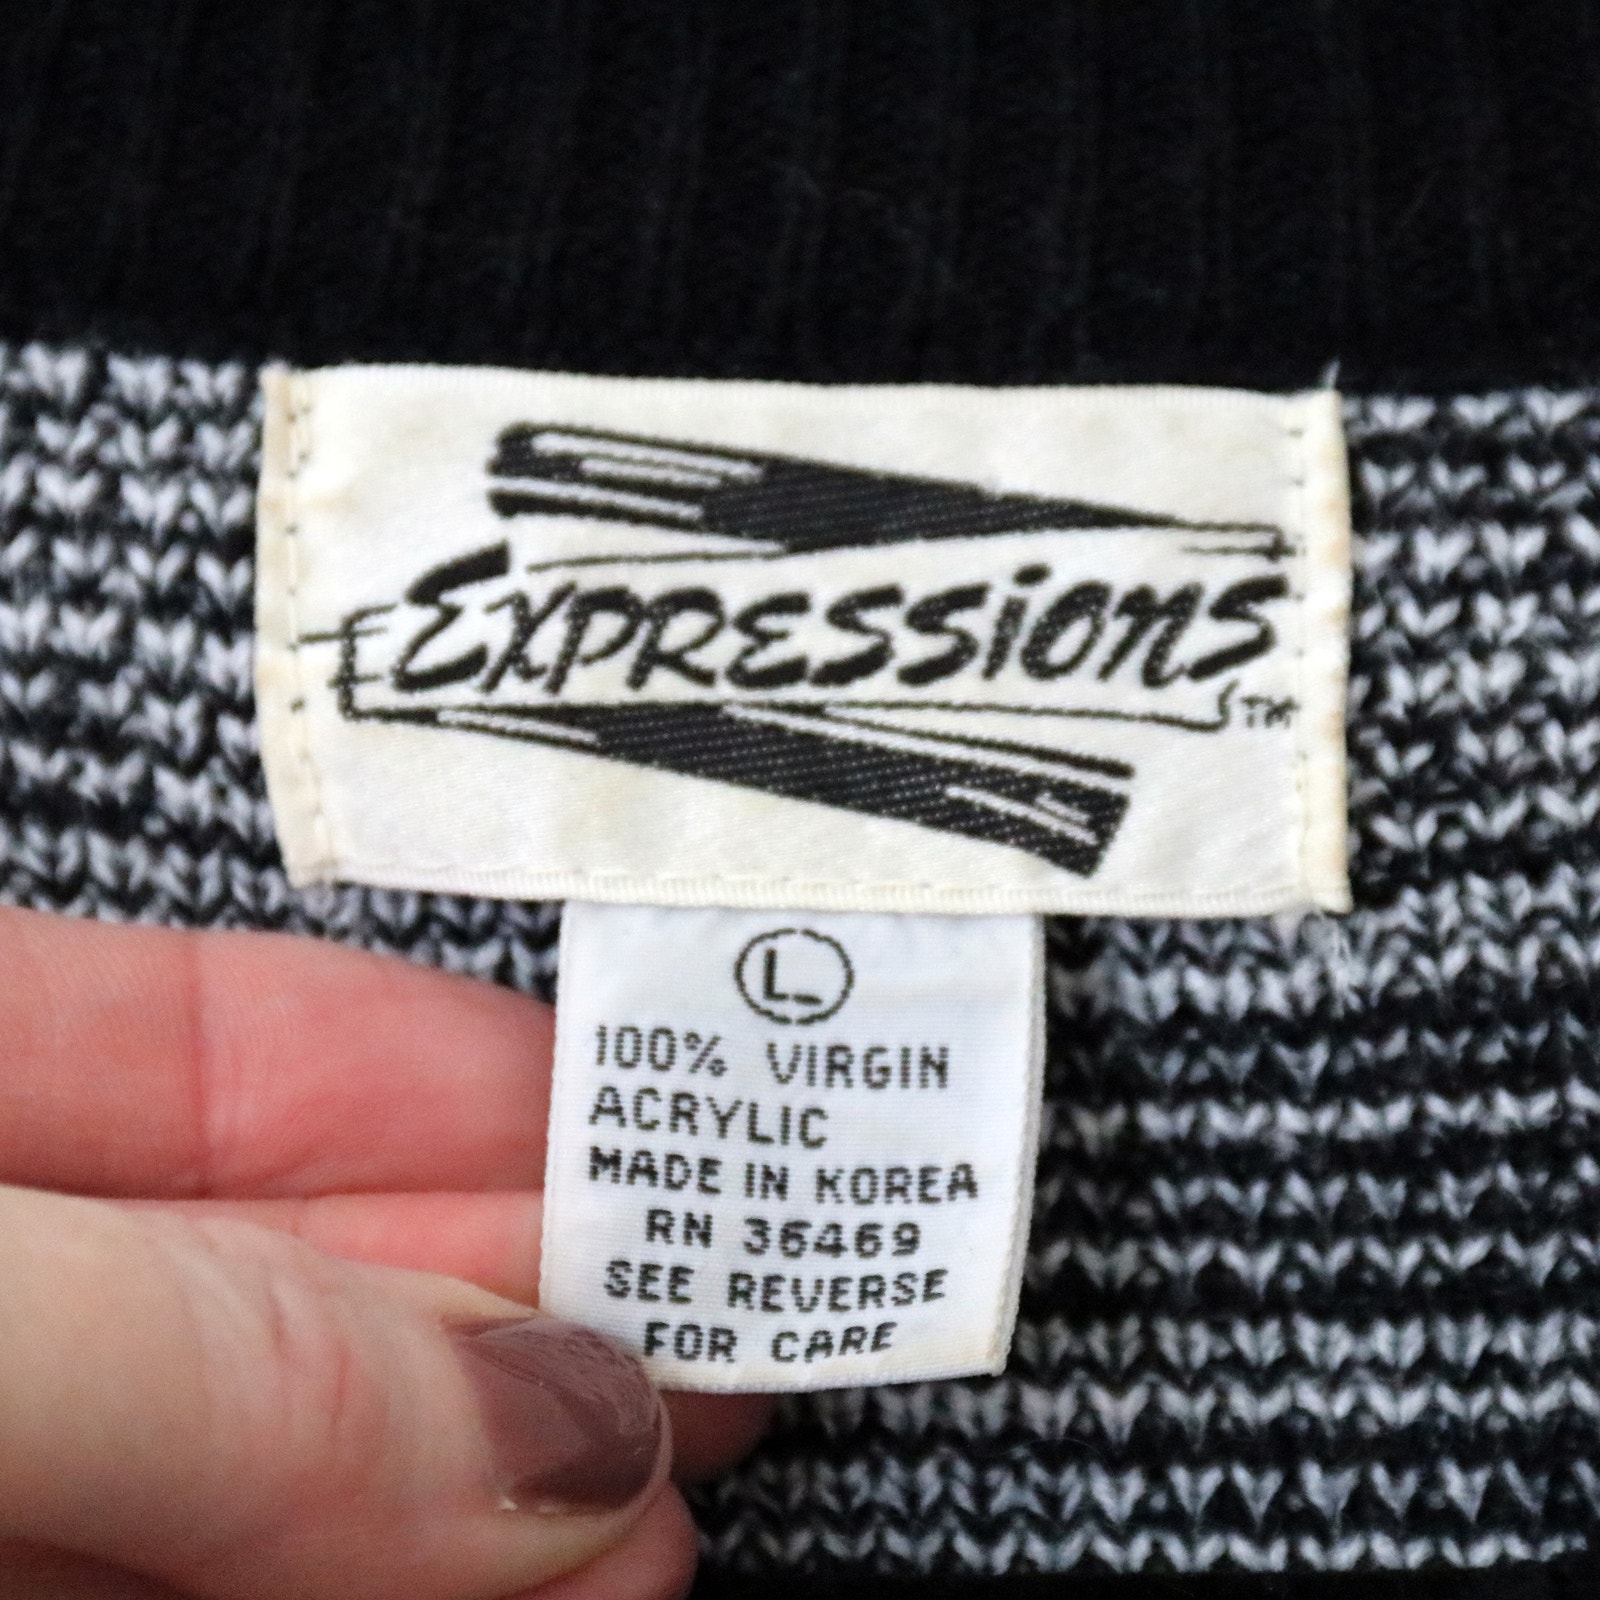 EXPRESSIONS
TM
L
100% VIRGIN
ACRYLIC
MADE IN KOREA
RN 36469
SEE REVERSE
FOR CARE